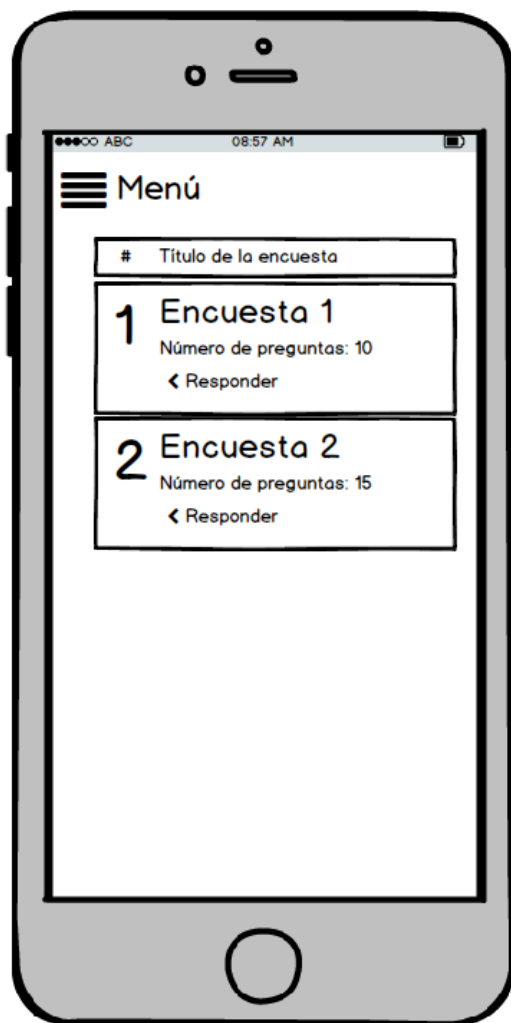 ABC 08:57 AM
Menú
# Título de la encuesta
1 Encuesta 1
Número de preguntas: 10
Responder
2 Encuesta 2
Número de preguntas: 15
Responder